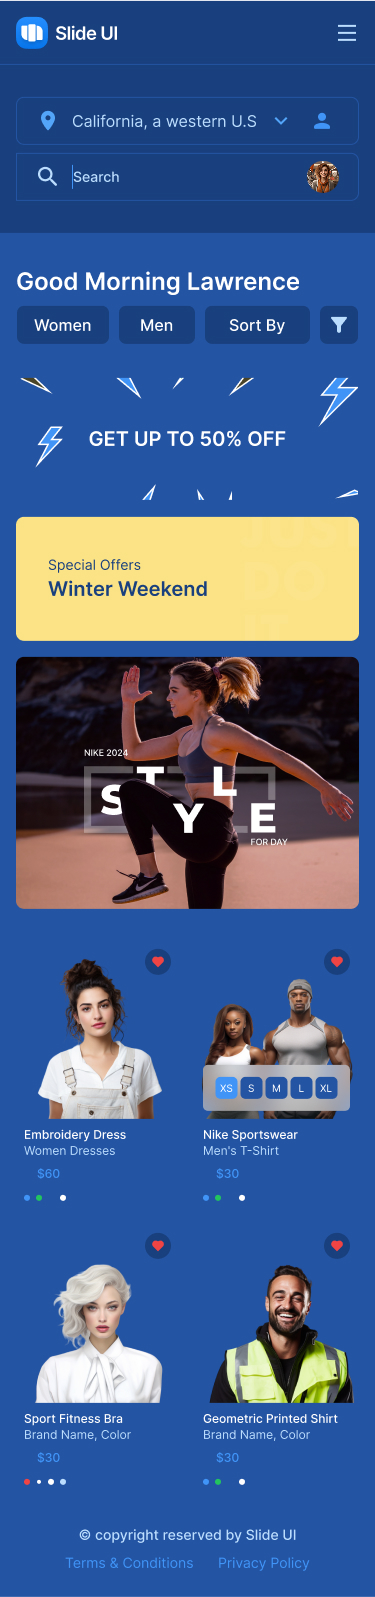 Slide UI
California, a western U.S
Search
Good Morning Lawrence
Women
Men
Sort By
GET UP TO 50% OFF
JUST
DO
IT
Special Offers
Winter Weekend
NIKE 2024
STYLE
FOR DAY
XS
S
M
L
XL
Embroidery Dress
Women Dresses
$60
Nike Sportswear
Men's T-Shirt
$30
Sport Fitness Bra
Brand Name, Color
$30
Geometric Printed Shirt
Brand Name, Color
$30
© copyright reserved by Slide UI
Terms & Conditions
Privacy Policy